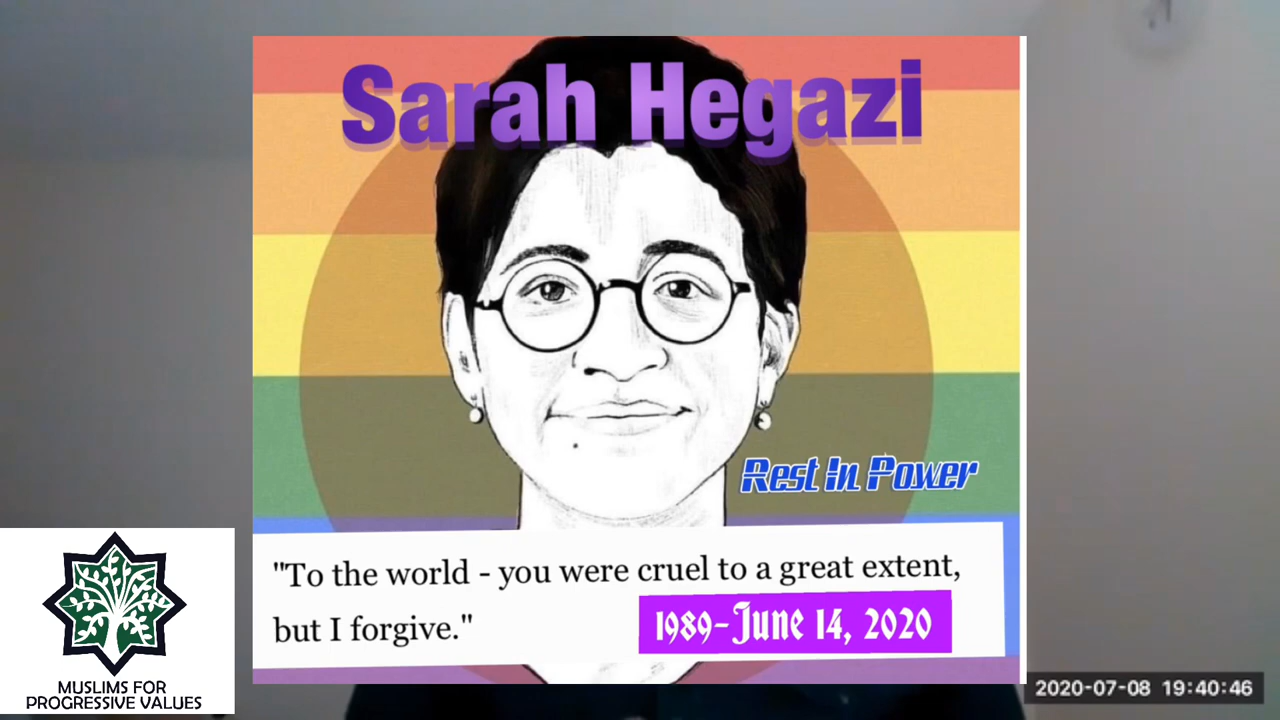 Sarah Hegazi
Rest In Power
"To the world - you were cruel to a great extent,
but I forgive."
1989-June 14, 2020
MUSLIMS FOR
PROGRESSIVE VALUES
2020-07-08 19:40:46